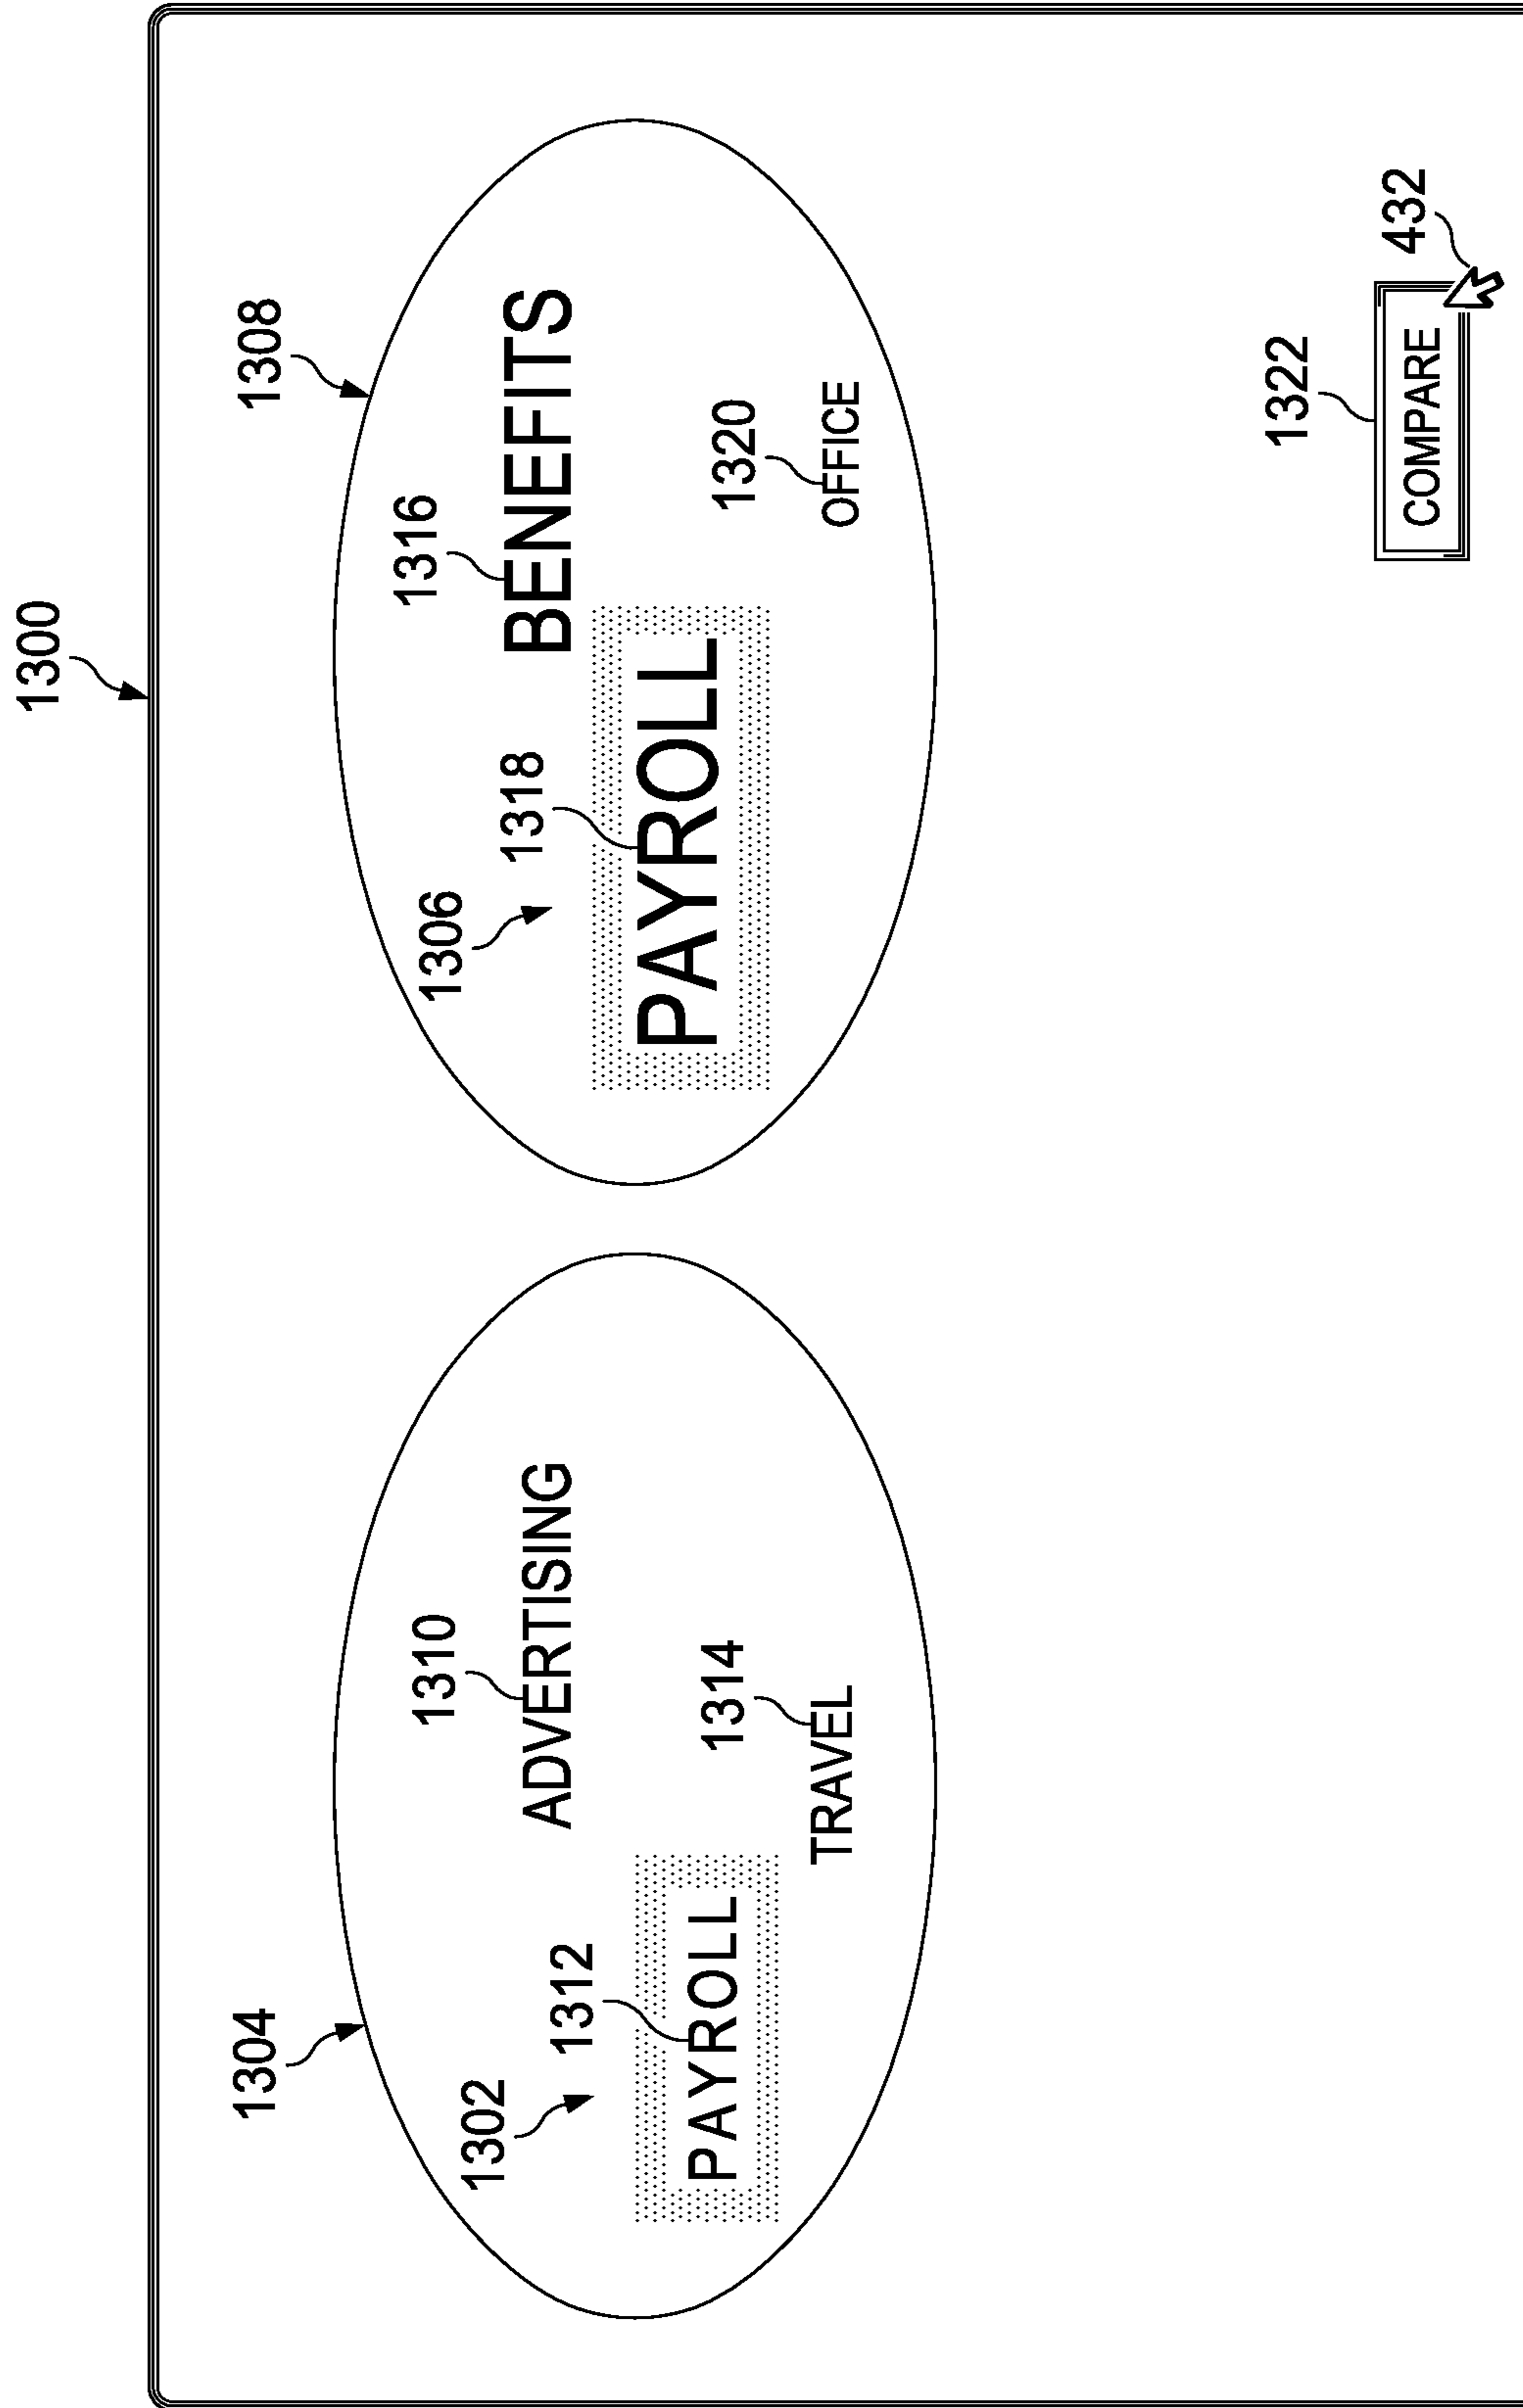 1300
1304
1308
1302
1312
1310
1306
1318
1316
ADVERTISING
BENEFITS
PAYROLL
1314
PAYROLL
1320
TRAVEL
OFFICE
1322
COMPARE
432